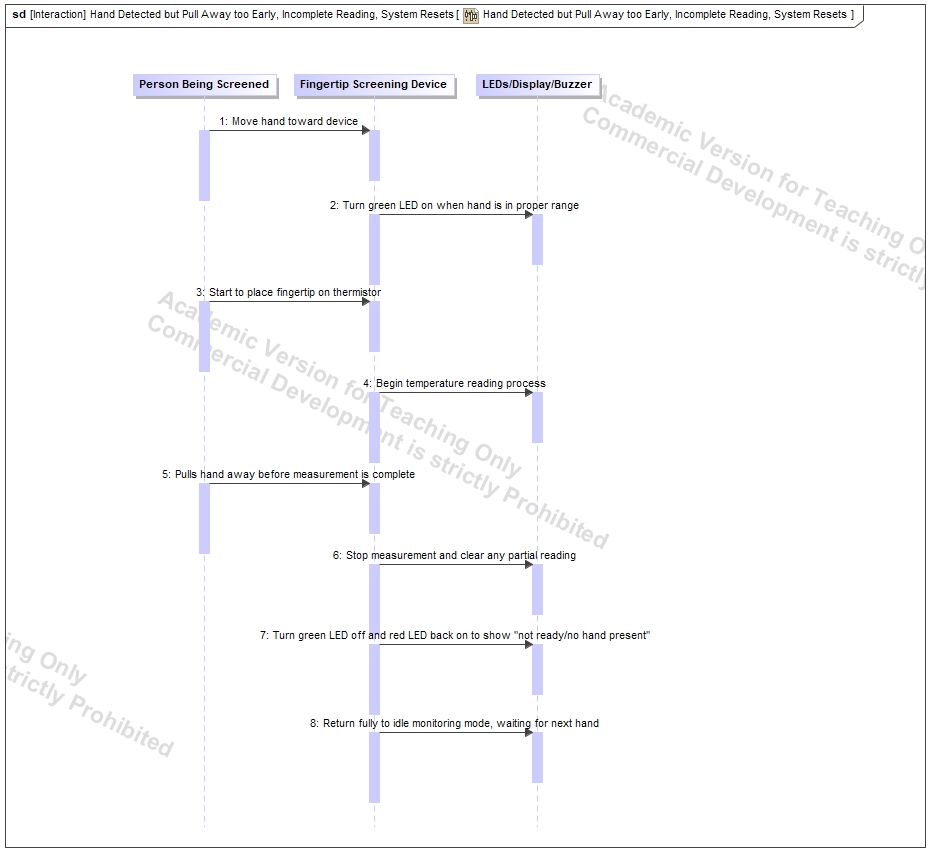 sd [Interaction] Hand Detected but Pull Away too Early, Incomplete Reading, System Resets [ Hand Detected but Pull Away too Early, Incomplete Reading, System Resets ]
Person Being Screened
Fingertip Screening Device
LEDs/Display/Buzzer
Academic Version for Teaching O
Commercial Development is strictly
1: Move hand toward device
2: Turn green LED on when hand is in proper range
3: Start to place fingertip on thermistor
Academic Version for Teaching Only
Commercial Development is strictly Prohibited
4: Begin temperature reading process
5: Pulls hand away before measurement is complete
6: Stop measurement and clear any partial reading
7: Turn green LED off and red LED back on to show "not ready/no hand present"
ing Only
trictly Prohibited
8: Return fully to idle monitoring mode, waiting for next hand